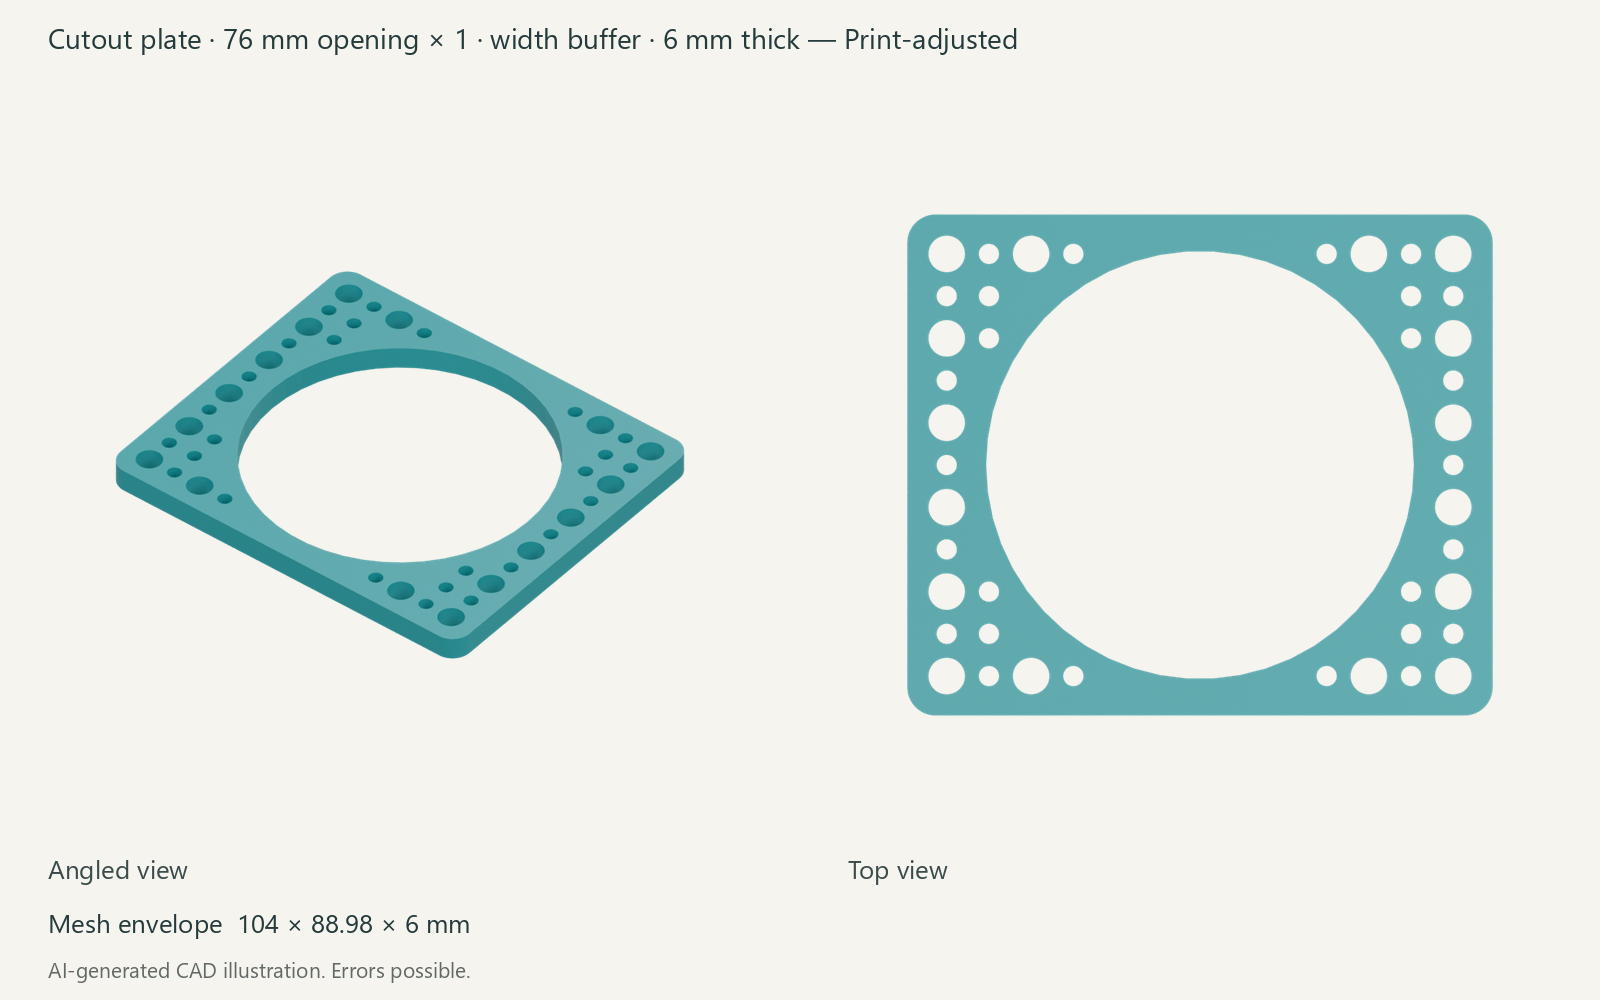 Cutout plate · 76 mm opening × 1 · width buffer · 6 mm thick — Print-adjusted
Angled view
Top view
Mesh envelope 104 × 88.98 × 6 mm
AI-generated CAD illustration. Errors possible.